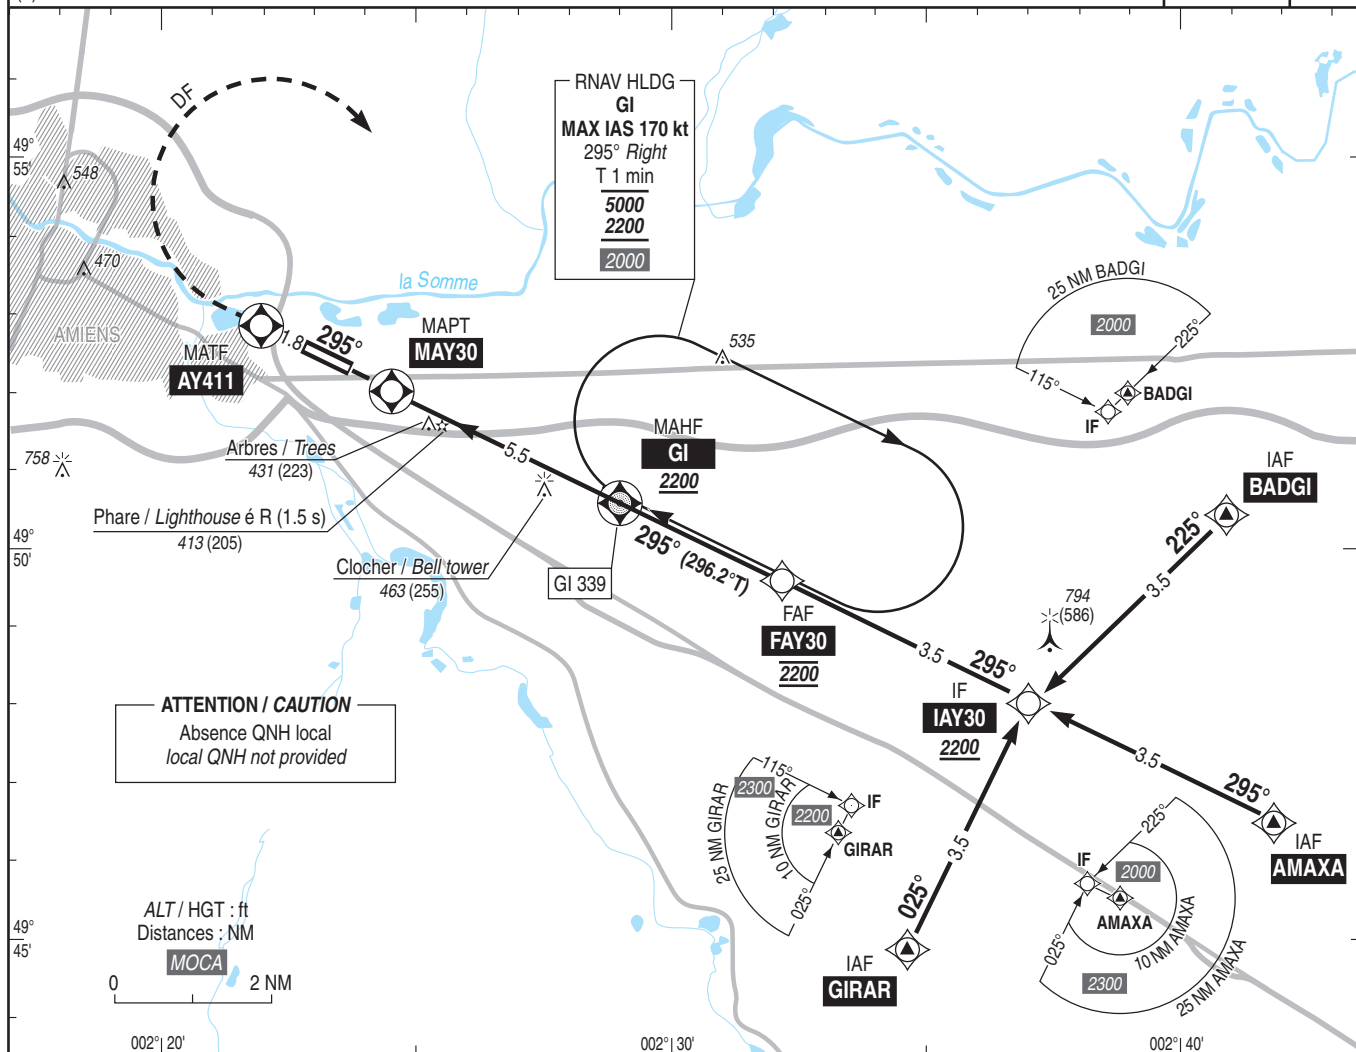 RNAV HLDG
GI
MAX IAS 170 kt
295° Right
T 1 min
5000
2200
2000
DF
49°
55'
548
470
la Somme
AMIENS
MATF
AY411
1.8
295°
MAPT
MAY30
535
25 NM BADGI
2000
225°
115°
BADGI
IF
MAHF
GI
2200
5.5
Arbres / Trees
431 (223)
758
Phare / Lighthouse é R (1.5 s)
413 (205)
Clocher / Bell tower
463 (255)
GI 339
49°
50'
295° (296.2°T)
FAF
FAY30
2200
IAF
BADGI
225°
3.5
794
(586)
3.5
295°
IF
IAY30
2200
3.5
295°
IAF
AMAXA
ATTENTION / CAUTION
Absence QNH local
local QNH not provided
25 NM GIRAR
2300
115°
10 NM GIRAR
2200
IF
GIRAR
025°
3.5
025°
IAF
GIRAR
225°
IF
2000
AMAXA
025°
10 NM AMAXA
2300
25 NM AMAXA
ALT / HGT : ft
Distances : NM
MOCA
0
2 NM
49°
45'
002° 20'
002° 30'
002° 40'